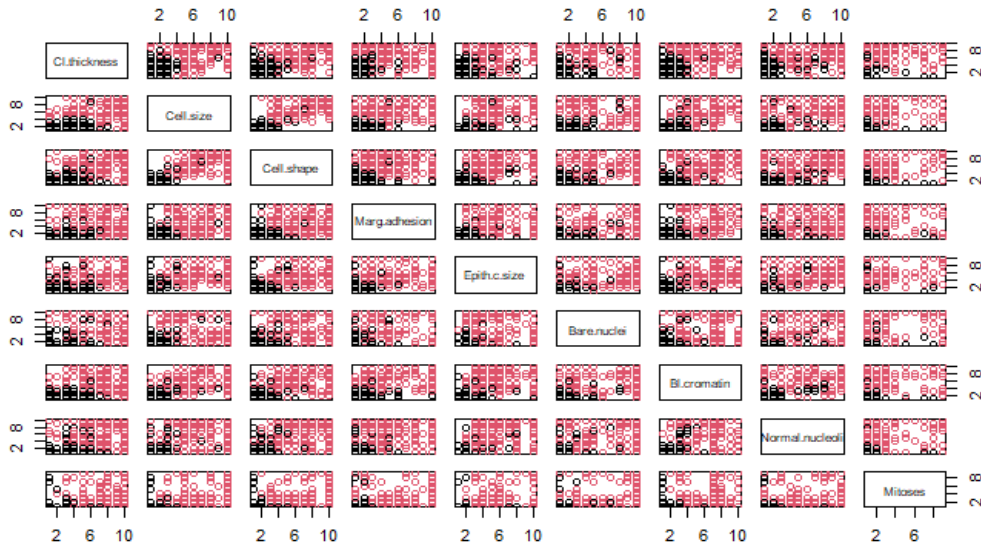 2 6 10 2 6 10 2 6 10 2 6 10
Cl.thickness 2 8
2 8 Cell.size
Cell.shape 2 8
2 8 Marg.adhesion
Epith.c.size 2 8
2 8 Bare.nuclei
Bl.cromatin 2 8
2 8 Normal.nucleoli
Mitoses 2 8
2 6 10 2 6 10 2 6 10 2 6 10 2 6